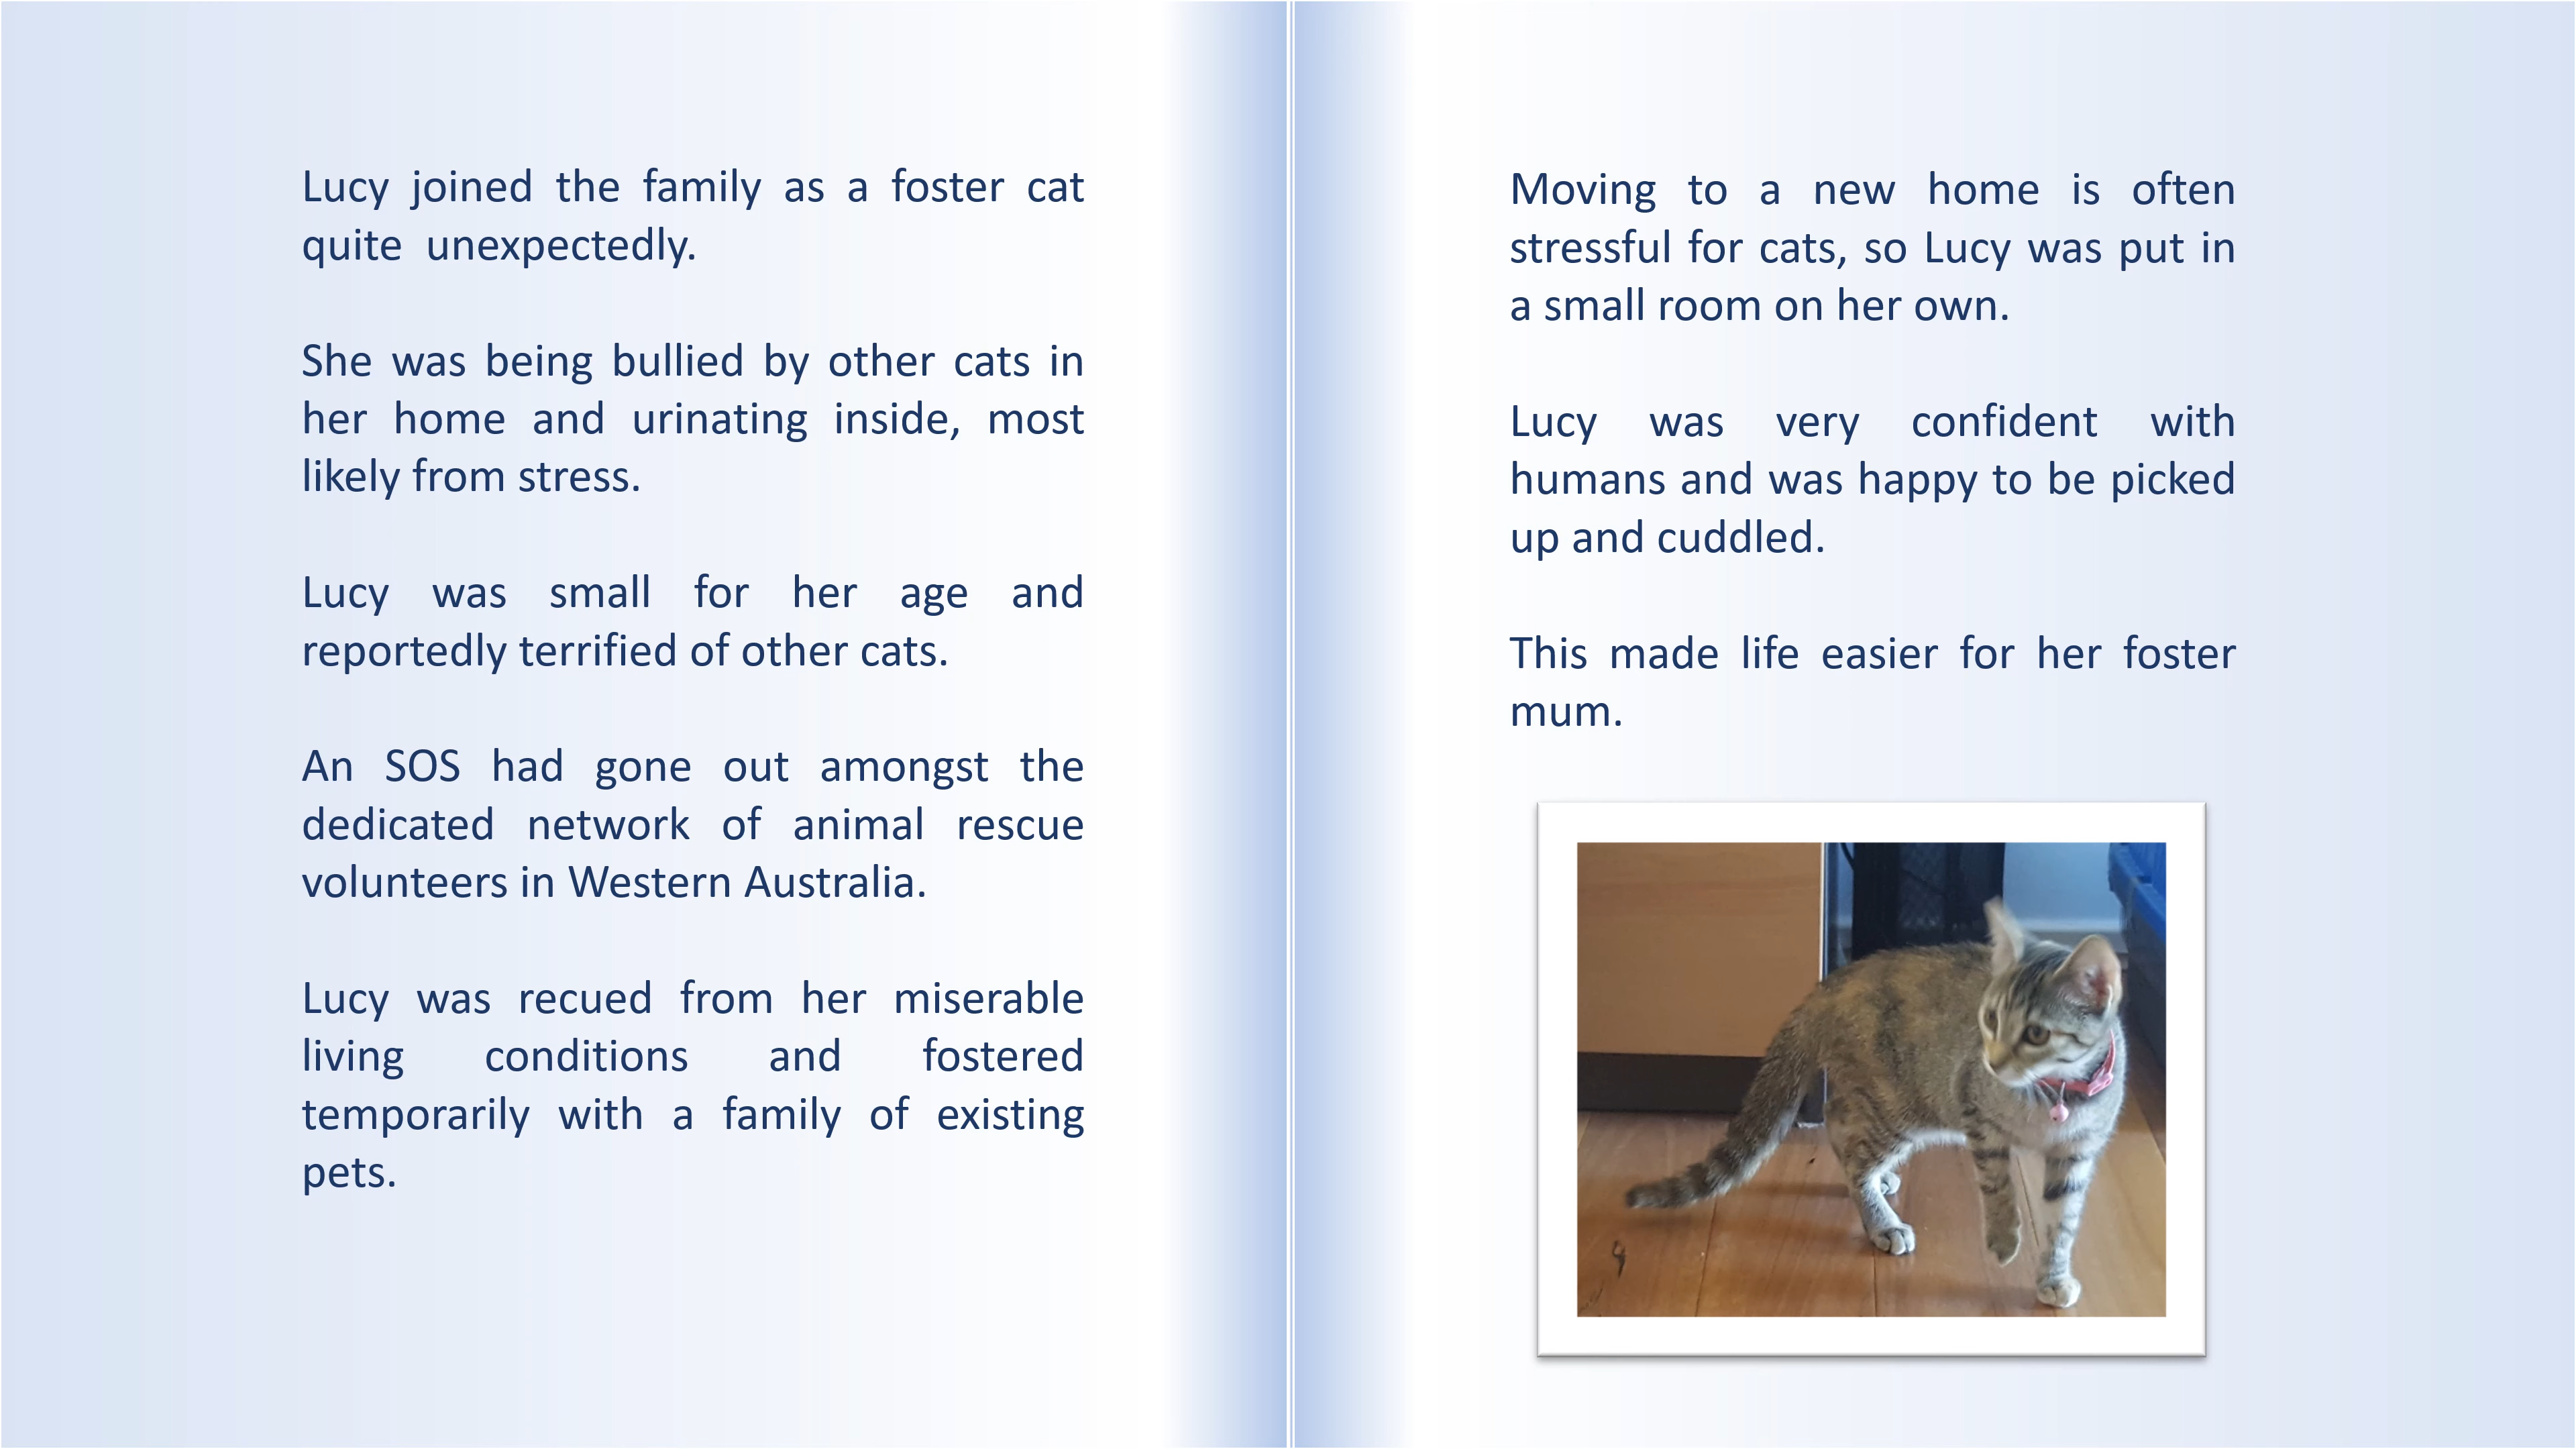 Lucy joined the family as a foster cat
quite unexpectedly.
She was being bullied by other cats in
her home and urinating inside, most
likely from stress.
Lucy was small for her age and
reportedly terrified of other cats.
An SOS had gone out amongst the
dedicated network of animal rescue
volunteers in Western Australia.
Lucy was recued from her miserable
living conditions and fostered
temporarily with a family of existing
pets.
Moving to a new home is often
stressful for cats, so Lucy was put in
a small room on her own.
Lucy was very confident with
humans and was happy to be picked
up and cuddled.
This made life easier for her foster
mum.